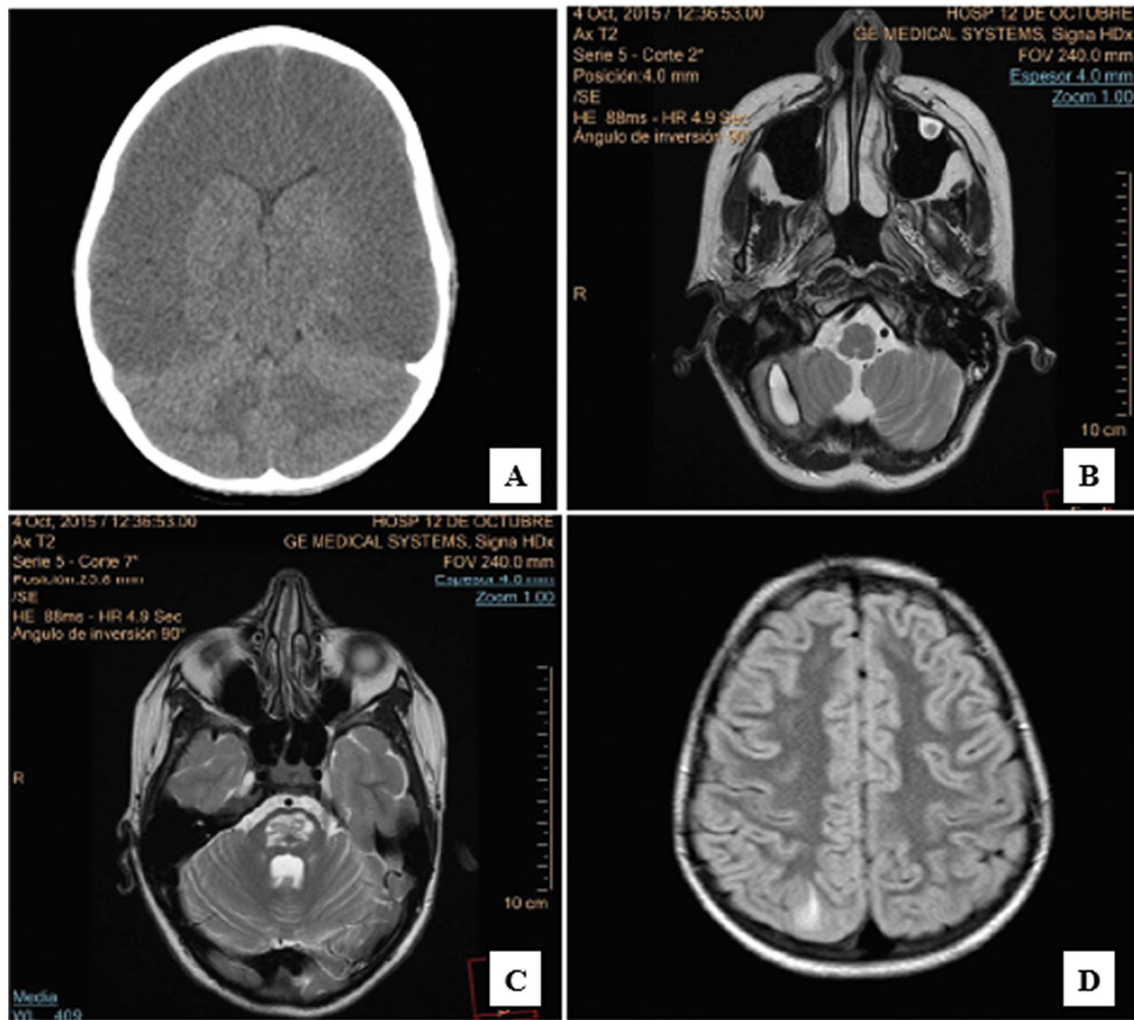 A
4 Oct, 2015 / 12:36:53.00
HOSP 12 DE OCTUBRE
Ax T2
GE MEDICAL SYSTEMS, Signa HDx
Serie 5 - Corte 2°
FOV 240.0 mm
Posición:4.0 mm
Espesor 4.0 mm
/SE
Zoom 1.00
HE 88ms - HR 4.9 Sec
Ángulo de inversión 90°
R
10 cm
B
4 Oct, 2015 / 12:36:53.00
HOSP 12 DE OCTUBRE
Ax T2
GE MEDICAL SYSTEMS, Signa HDx
Serie 5 - Corte 7°
FOV 240.0 mm
Espesor 4.0 mm
/SE
Zoom 1.00
HE 88ms - HR 4.9 Sec
Ángulo de inversión 90°
R
10 cm
Media
C
D